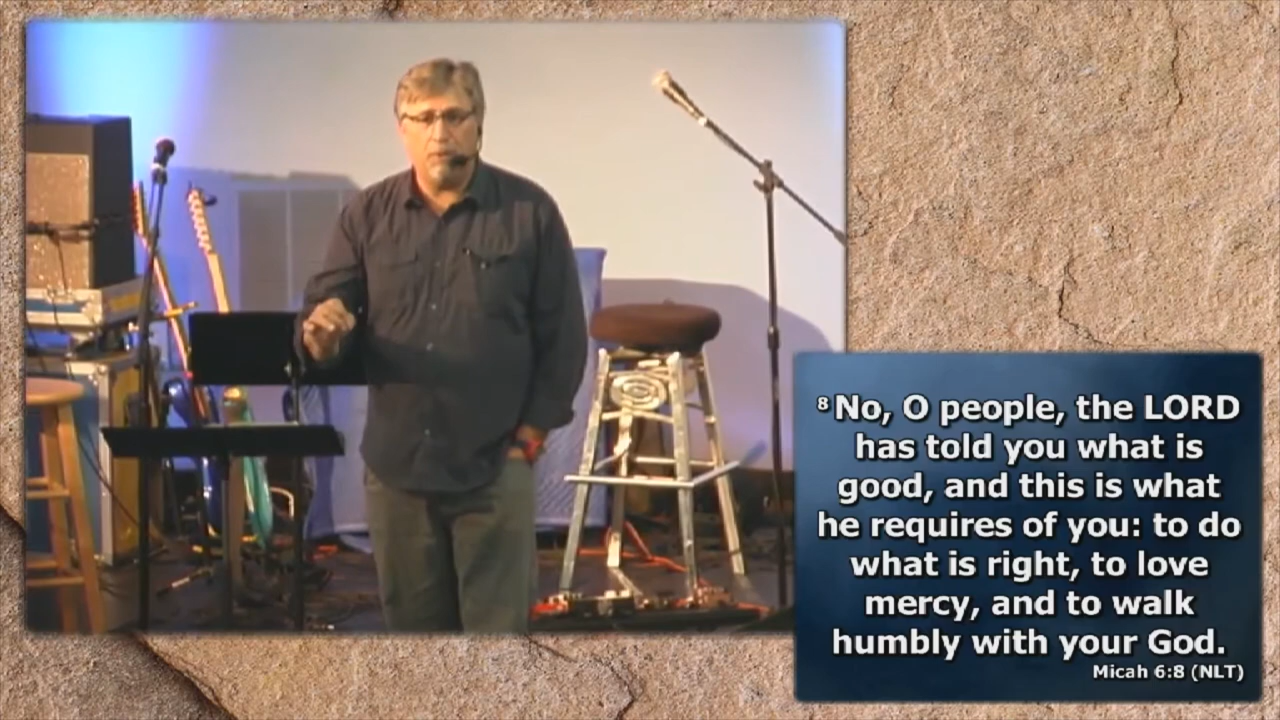 ⁸No, O people, the LORD
has told you what is
good, and this is what
he requires of you: to do
what is right, to love
mercy, and to walk
humbly with your God.
Micah 6:8 (NLT)